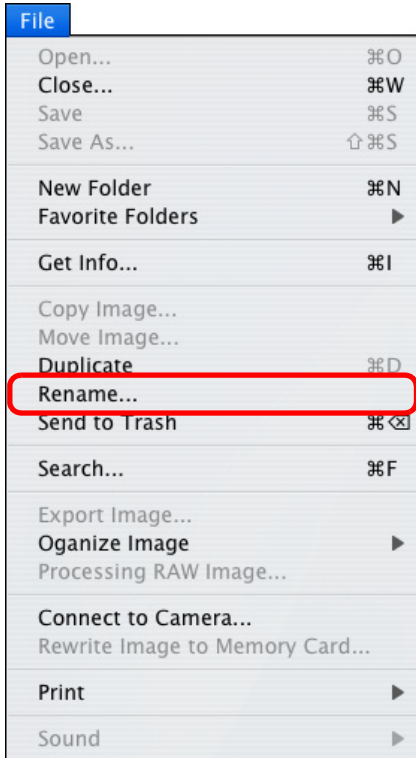 File
Open... ⌘O
Close... ⌘W
Save ⌘S
Save As... ⇧⌘S
New Folder ⌘N
Favorite Folders ▶
Get Info... ⌘I
Copy Image...
Move Image...
Duplicate ⌘D
Rename...
Send to Trash ⌘⌫
Search... ⌘F
Export Image...
Oganize Image ▶
Processing RAW Image...
Connect to Camera...
Rewrite Image to Memory Card...
Print ▶
Sound ▶